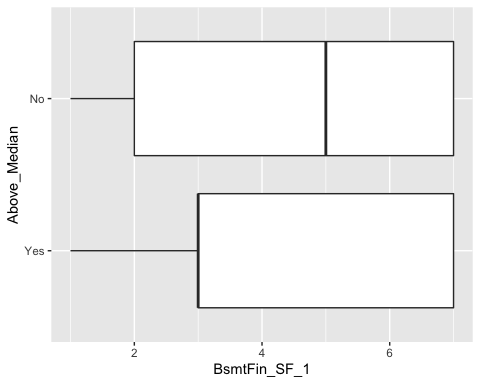 Above_Median
No
Yes
2
4
6
BsmtFin_SF_1